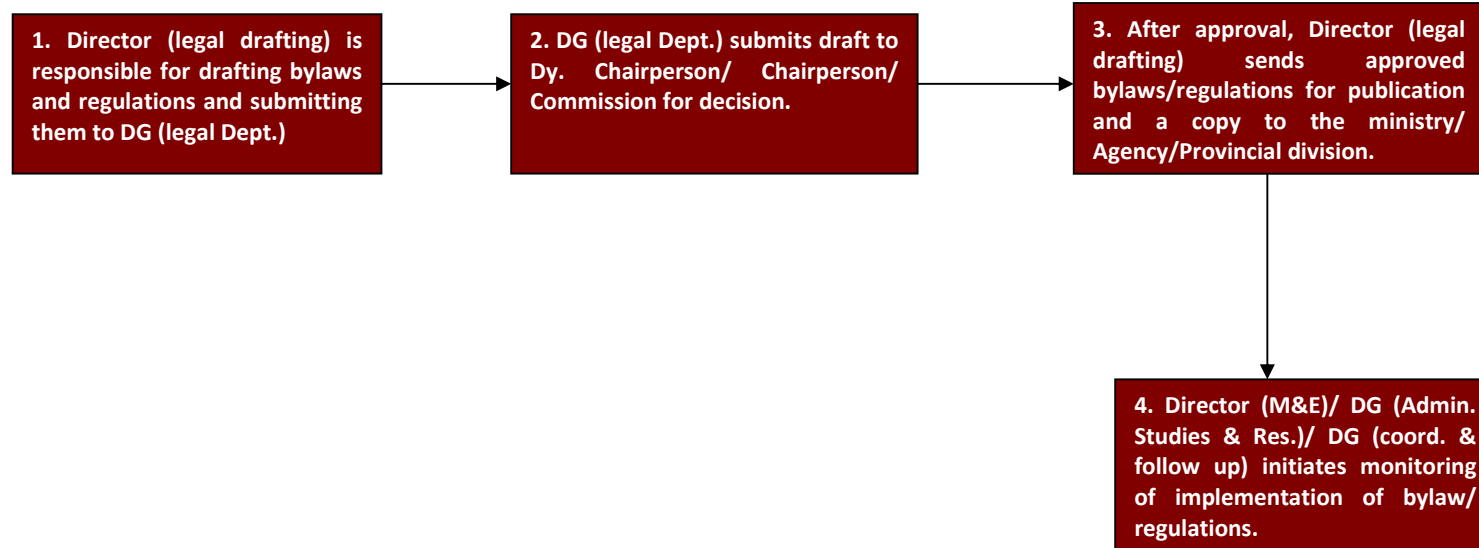 1. Director (legal drafting) is
responsible for drafting bylaws
and regulations and submitting
them to DG (legal Dept.)
2. DG (legal Dept.) submits draft to
Dy. Chairperson/ Chairperson/
Commission for decision.
3. After approval, Director (legal
drafting) sends approved
bylaws/regulations for publication
and a copy to the ministry/
Agency/Provincial division.
4. Director (M&E)/ DG (Admin.
Studies & Res.)/ DG (coord. &
follow up) initiates monitoring
of implementation of bylaw/
regulations.